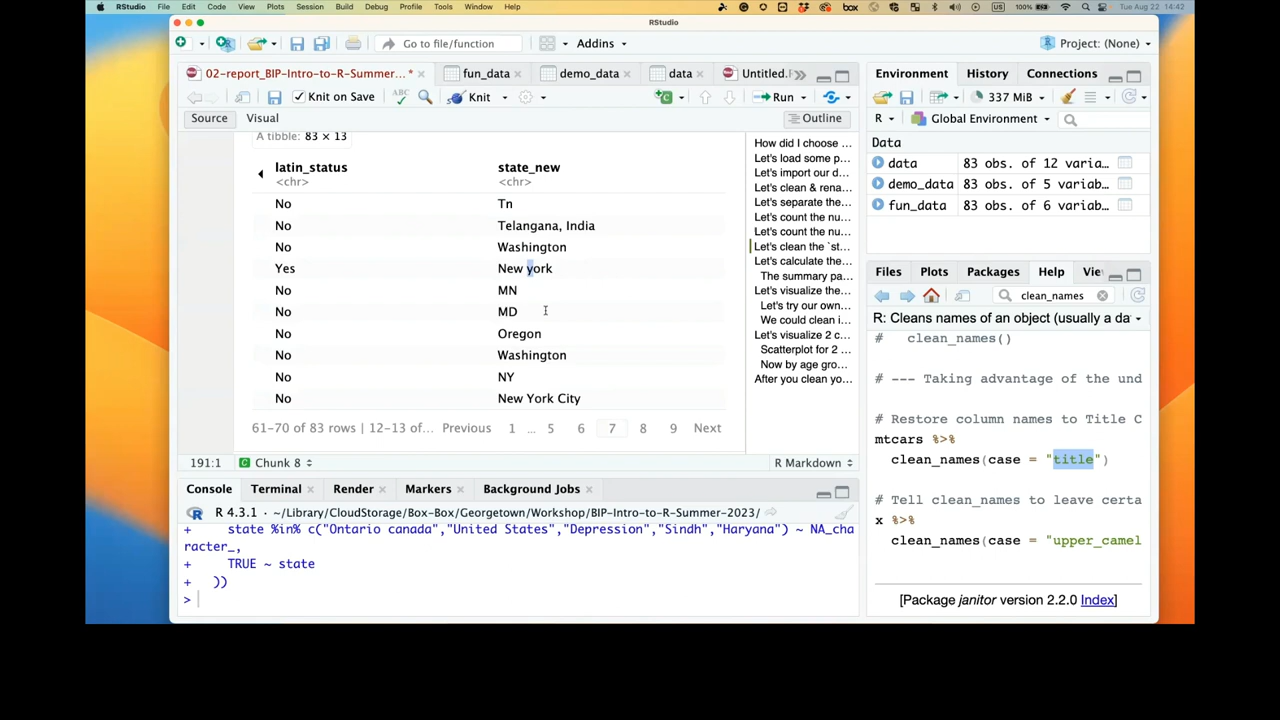 RStudio File Edit Code View Plots Session Build Debug Profile Tools Window Help box US 100% Tue Aug 22 14:42
RStudio
Go to file/function Addins Project: (None)
02-report_BIP-Intro-to-R-Summer... * fun_data demo_data data Untitled.F
Knit on Save ABC Knit Run
Source Visual Outline
A tibble: 83 × 13
latin_status state_new
<chr> <chr>
No Tn
No Telangana, India
No Washington
Yes New york
No MN
No MD
No Oregon
No Washington
No NY
No New York City
61-70 of 83 rows | 12-13 of... Previous 1 ... 5 6 7 8 9 Next
How did I choose ...
Let's load some p...
Let's import our d...
Let's clean & rena...
Let's separate the...
Let's count the nu...
Let's count the nu...
Let's clean the `st...
Let's calculate the...
The summary pa...
Let's visualize the...
Let's try our own...
We could clean i...
Let's visualize 2 c...
Scatterplot for 2 ...
Now by age gro...
After you clean yo...
191:1 Chunk 8 R Markdown
Console Terminal Render Markers Background Jobs
R 4.3.1 · ~/Library/CloudStorage/Box-Box/Georgetown/Workshop/BIP-Intro-to-R-Summer-2023/
+ state %in% c("Ontario canada","United States","Depression","Sindh","Haryana") ~ NA_cha
racter_,
+ TRUE ~ state
+ ))
>
Environment History Connections
337 MiB
R Global Environment
Data
data 83 obs. of 12 varia...
demo_data 83 obs. of 5 variab...
fun_data 83 obs. of 6 variab...
Files Plots Packages Help Vie
clean_names
R: Cleans names of an object (usually a da
# clean_names()
# --- Taking advantage of the und
# Restore column names to Title C
mtcars %>%
clean_names(case = "title")
# Tell clean_names to leave certa
x %>%
clean_names(case = "upper_camel
[Package janitor version 2.2.0 Index]